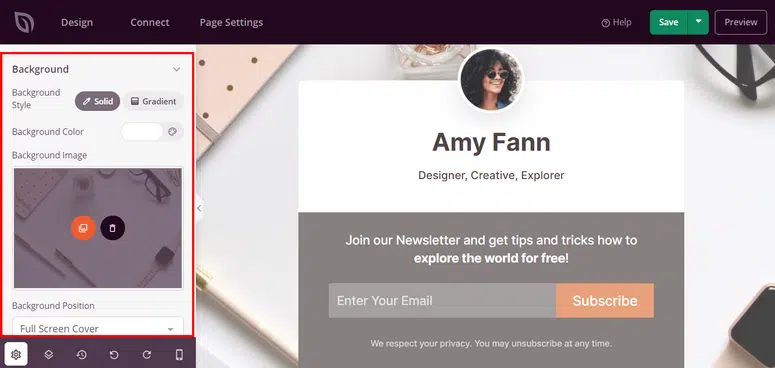 Design
Connect
Page Settings
Help
Save
Preview
Background
Background
Style
Solid
Gradient
Background Color
Background Image
Background Position
Full Screen Cover
Amy Fann
Designer, Creative, Explorer
Join our Newsletter and get tips and tricks how to
explore the world for free!
Enter Your Email
Subscribe
We respect your privacy. You may unsubscribe at any time.